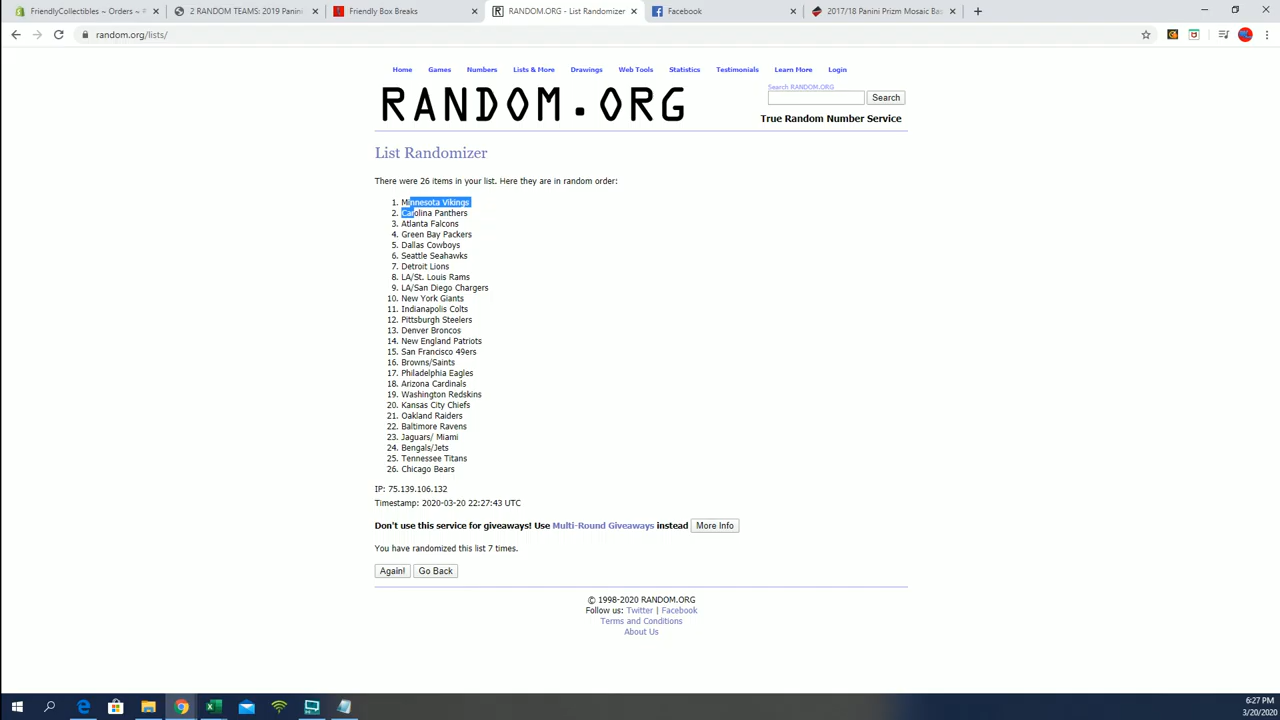 FriendlyCollectibles ~ Orders ~
2 RANDOM TEAMS: 2019 Panini
Friendly Box Breaks
RANDOM.ORG - List Randomizer
Facebook
2017/18 Panini Prizm Mosaic Bas
random.org/lists/
Home Games Numbers Lists & More Drawings Web Tools Statistics Testimonials Learn More Login
Search RANDOM.ORG
RANDOM.ORG
Search
True Random Number Service
List Randomizer
There were 26 items in your list. Here they are in random order:
1. Minnesota Vikings
2. Carolina Panthers
3. Atlanta Falcons
4. Green Bay Packers
5. Dallas Cowboys
6. Seattle Seahawks
7. Detroit Lions
8. LA/St. Louis Rams
9. LA/San Diego Chargers
10. New York Giants
11. Indianapolis Colts
12. Pittsburgh Steelers
13. Denver Broncos
14. New England Patriots
15. San Francisco 49ers
16. Browns/Saints
17. Philadelphia Eagles
18. Arizona Cardinals
19. Washington Redskins
20. Kansas City Chiefs
21. Oakland Raiders
22. Baltimore Ravens
23. Jaguars/ Miami
24. Bengals/Jets
25. Tennessee Titans
26. Chicago Bears
IP: 75.139.106.132
Timestamp: 2020-03-20 22:27:43 UTC
Don't use this service for giveaways! Use Multi-Round Giveaways instead More Info
You have randomized this list 7 times.
Again! Go Back
© 1998-2020 RANDOM.ORG
Follow us: Twitter | Facebook
Terms and Conditions
About Us
6:27 PM
3/20/2020